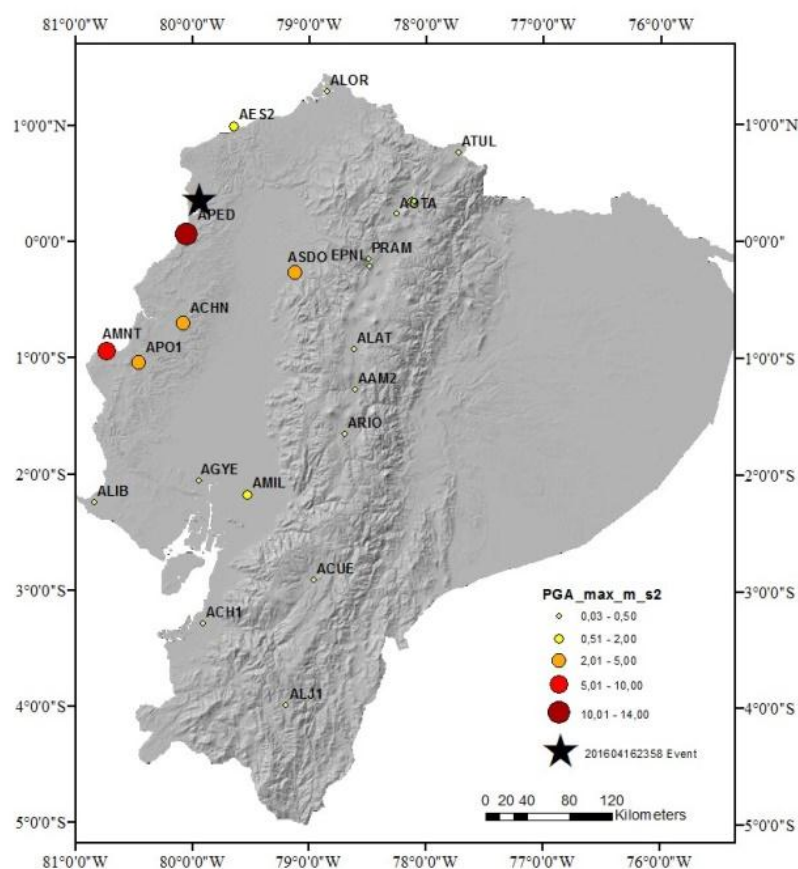 81°0'0"W 80°0'0"W 79°0'0"W 78°0'0"W 77°0'0"W 76°0'0"W
ALOR
AES2
1°0'0"N 1°0'0"N
ATUL
AOTA
APED
0°0'0" 0°0'0"
ASDO EPNL PRAM
ACHN
AMNT
APO1
ALAT
1°0'0"S 1°0'0"S
AAM2
ARIO
2°0'0"S 2°0'0"S
AGYE
AMIL
ALIB
ACUE
3°0'0"S 3°0'0"S
PGA_max_m_s2
ACH1
0,03 - 0,50
0,51 - 2,00
2,01 - 5,00
5,01 - 10,00
ALJ1
4°0'0"S 4°0'0"S
10,01 - 14,00
201604162358 Event
0 20 40 80 120
Kilometers
5°0'0"S 5°0'0"S
81°0'0"W 80°0'0"W 79°0'0"W 78°0'0"W 77°0'0"W 76°0'0"W